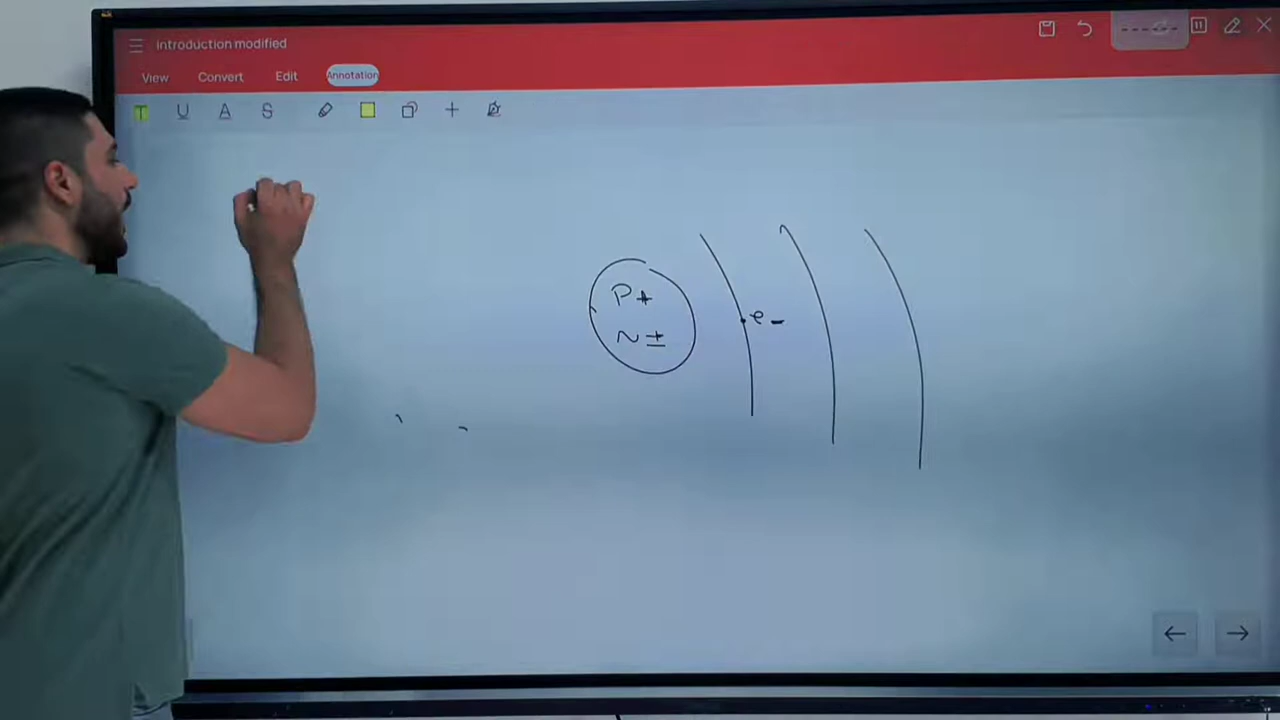 Introduction modified
View Convert Edit Annotation
T U A S
P+
N ±
e -